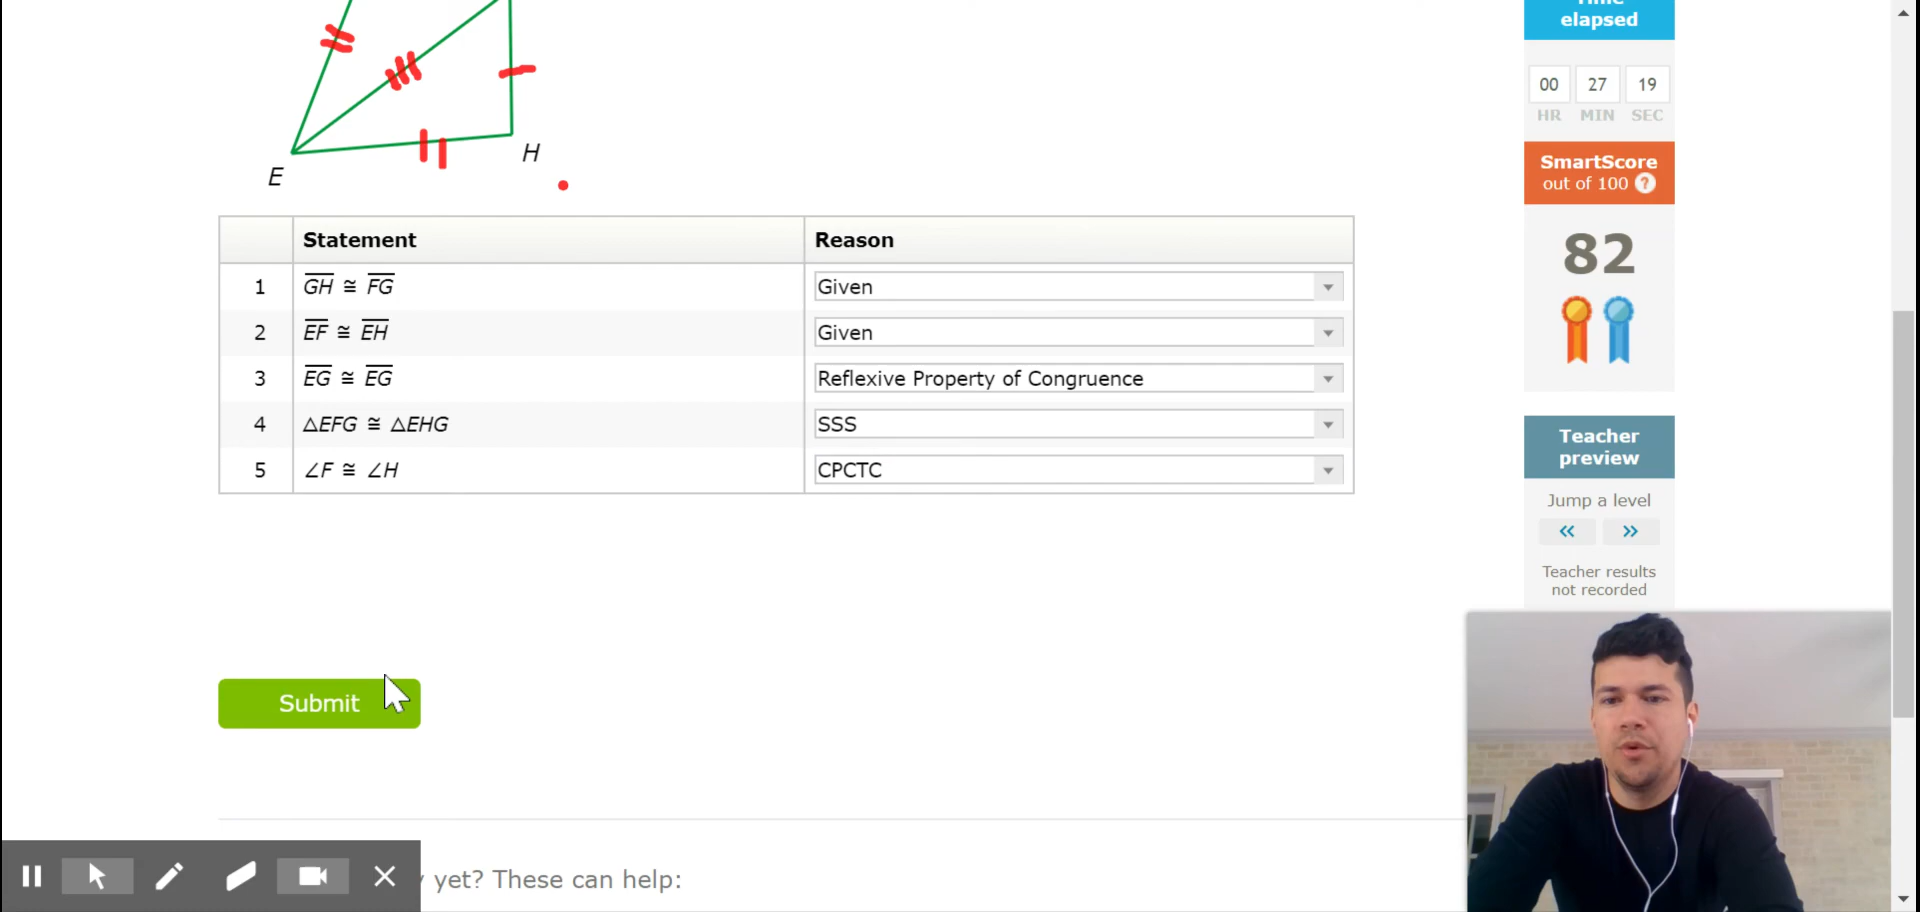 Time
elapsed
00 27 19
HR MIN SEC
E
H
SmartScore
out of 100 ?
82
Statement Reason
1 GH ≅ FG Given
2 EF ≅ EH Given
3 EG ≅ EG Reflexive Property of Congruence
4 △EFG ≅ △EHG SSS
5 ∠F ≅ ∠H CPCTC
Teacher
preview
Jump a level
« »
Teacher results
not recorded
Submit
yet? These can help: